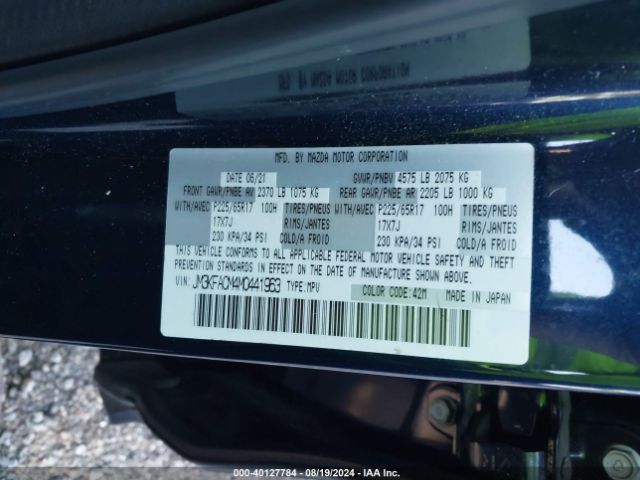 MFD. BY MAZDA MOTOR CORPORATION
DATE 06/21 GVWR/PNBV 4575 LB 2075 KG
FRONT GAWR/PNBE AV 2370 LB 1075 KG REAR GAWR/PNBE AR 2205 LB 1000 KG
WITH/AVEC P225/65R17 100H TIRES/PNEUS WITH/AVEC P225/65R17 100H TIRES/PNEUS
17X7J RIMS/JANTES 17X7J RIMS/JANTES
230 KPA/34 PSI COLD/A FROID 230 KPA/34 PSI COLD/A FROID
THIS VEHICLE CONFORMS TO ALL APPLICABLE FEDERAL MOTOR VEHICLE SAFETY AND THEFT
PREVENTION STANDARDS IN EFFECT ON THE DATE OF MANUFACTURE SHOWN ABOVE.
VIN: JM3KFACM4M0441963 TYPE:MPV COLOR CODE:42M MADE IN JAPAN
000-40127784 - 08/19/2024 - IAA Inc.